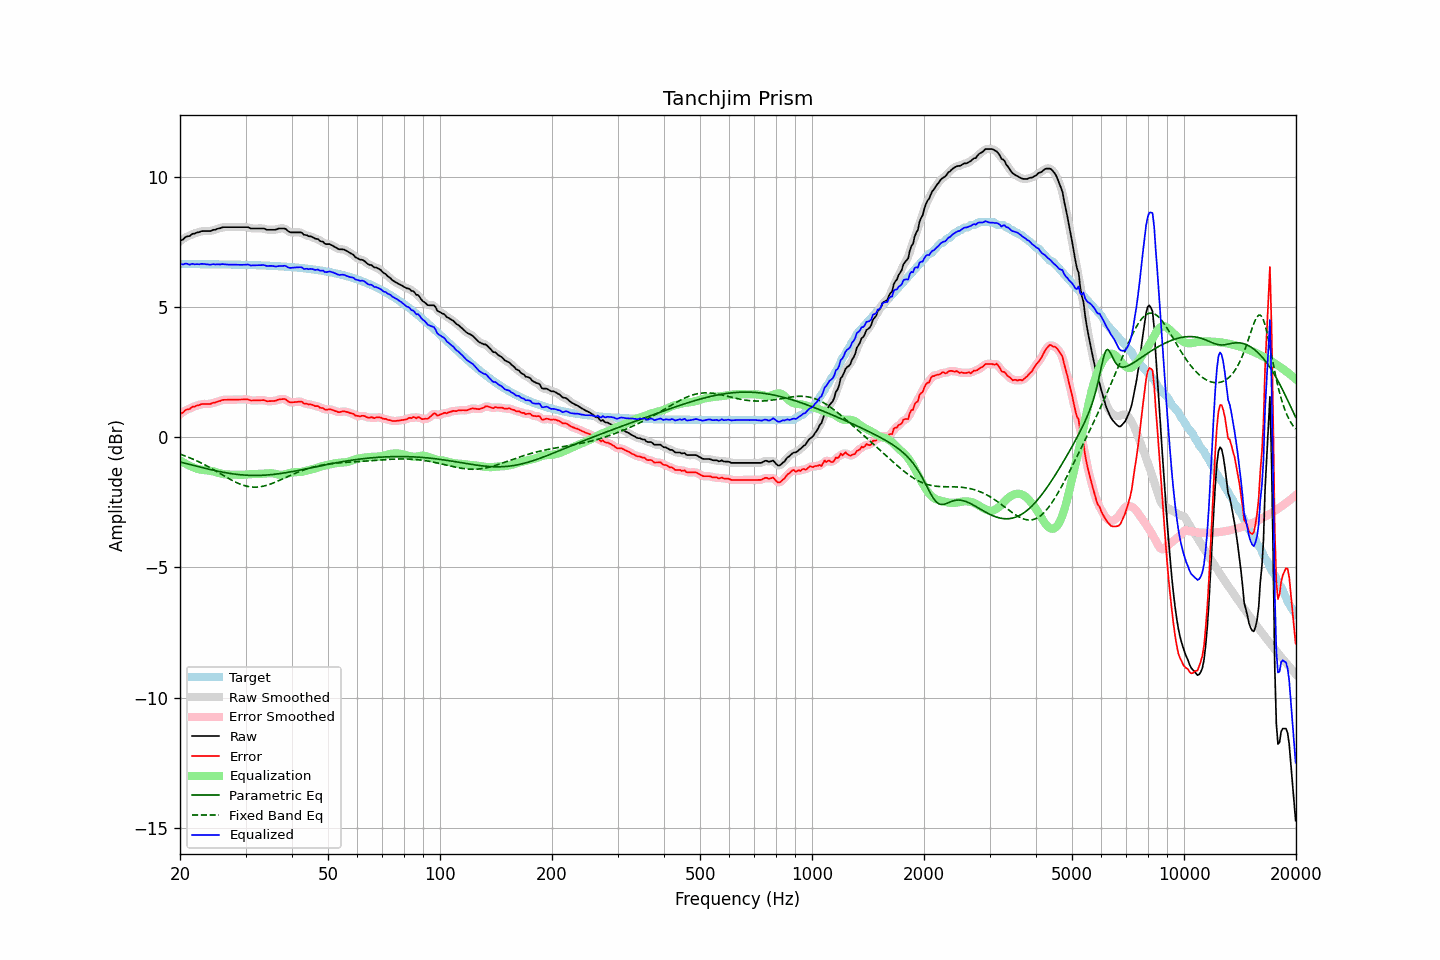 Tanchjim Prism
Amplitude (dBr)
10
5
0
−5
−10
−15
Target
Raw Smoothed
Error Smoothed
Raw
Error
Equalization
Parametric Eq
Fixed Band Eq
Equalized
20 50 100 200 500 1000 2000 5000 10000 20000
Frequency (Hz)